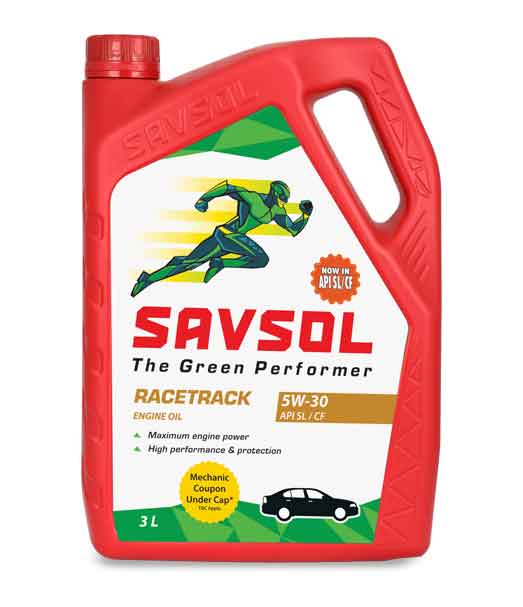 SAVSOL
NOW IN
API SL/CF
SAVSOL
The Green Performer
RACETRACK
ENGINE OIL
5W-30
API SL / CF
Maximum engine power
High performance & protection
Mechanic
Coupon
Under Cap*
T&C Apply.
3 L